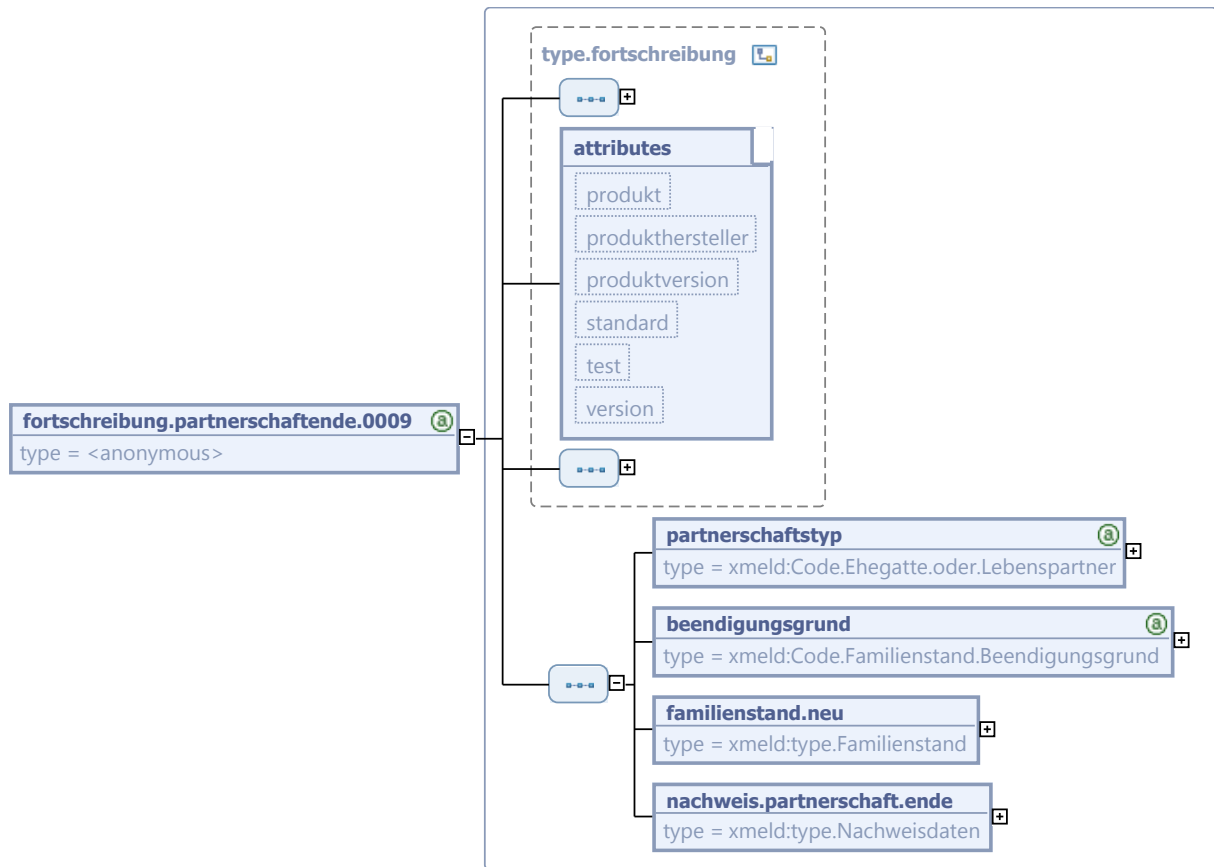 type.fortschreibung
attributes
produkt
produkthersteller
produktversion
standard
test
version
fortschreibung.partnerschaftende.0009 a
type = <anonymous>
partnerschaftstyp a
type = xmeld:Code.Ehegatte.oder.Lebenspartner
beendigungsgrund a
type = xmeld:Code.Familienstand.Beendigungsgrund
familienstand.neu
type = xmeld:type.Familienstand
nachweis.partnerschaft.ende
type = xmeld:type.Nachweisdaten